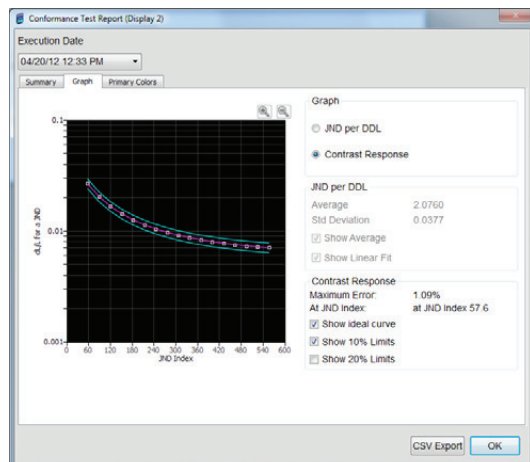 Conformance Test Report (Display 2)
Execution Date
04/20/12 12.33 PM
Summary
Graph
Primary Colors
Graph
JND per DDL
Contrast Response
JND per DDL
Average 2.0760
Std Deviation 0.0377
Show Average
Show Linear Fit
Contrast Response
Maximum Error: 1.09%
At JND Index: at JND Index 57.6
Show ideal curve
Show 10% Limits
Show 20% Limits
0.1
0.01
0.001
dL/L for a JND
0 60 120 180 240 300 360 420 480 540 600
JND Index
CSV Export
OK